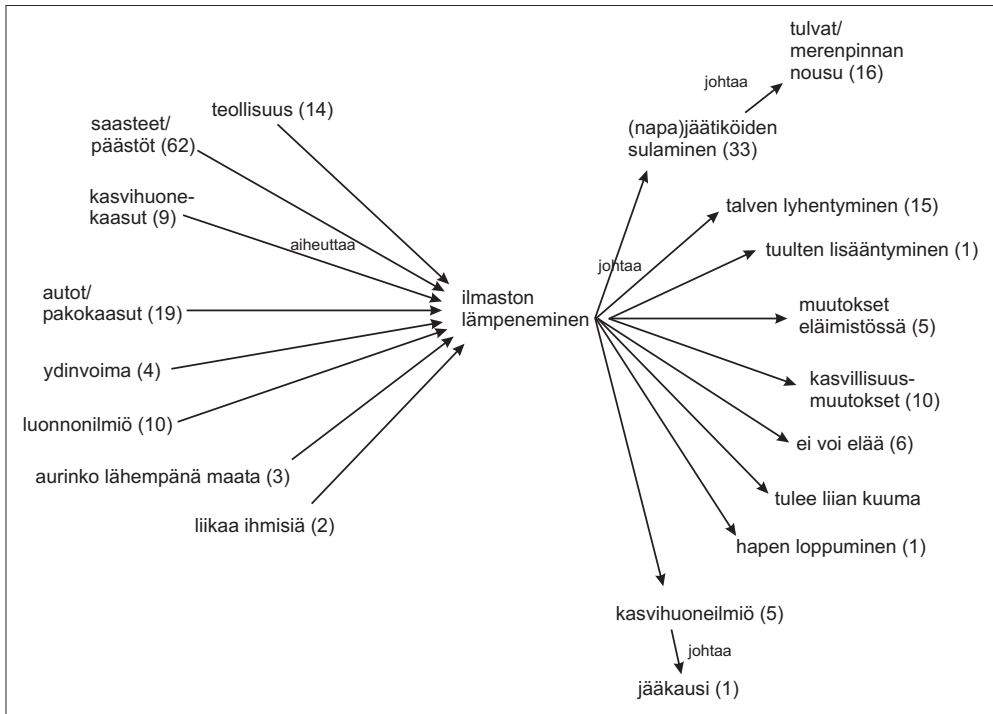 teollisuus (14)
saasteet/
päästöt (62)
kasvihuone-
kaasut (9)
aiheuttaa
autot/
pakokaasut (19)
ydinvoima (4)
luonnonilmiö (10)
aurinko lähempänä maata (3)
liikaa ihmisiä (2)
ilmaston
lämpeneminen
johtaa
(napa)jäätiköiden
sulaminen (33)
johtaa
tulvat/
merenpinnan
nousu (16)
talven lyhentyminen (15)
tuulten lisääntyminen (1)
muutokset
eläimistössä (5)
kasvillisuus-
muutokset (10)
ei voi elää (6)
tulee liian kuuma
hapen loppuminen (1)
kasvihuoneilmiö (5)
johtaa
jääkausi (1)